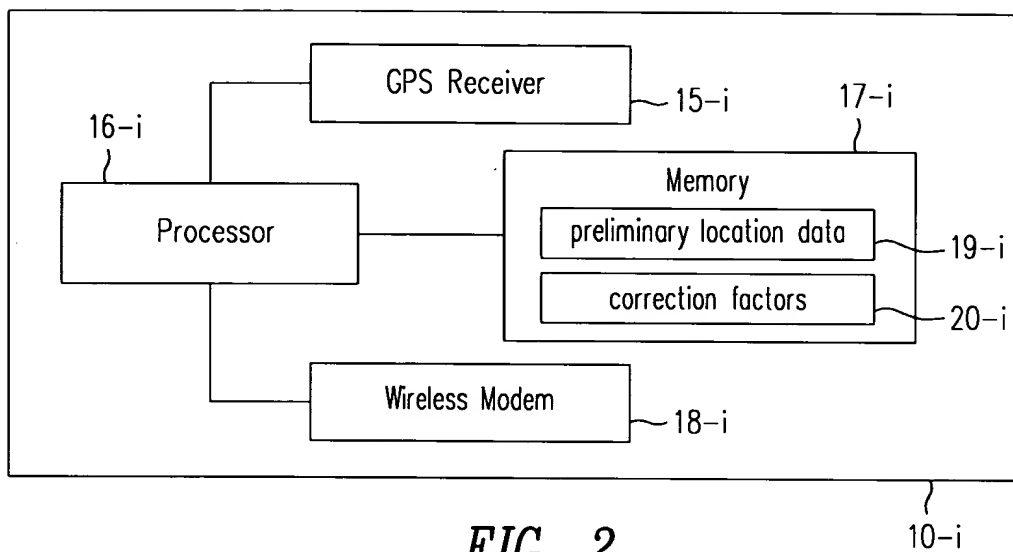 GPS Receiver
15-i
17-i
16-i
Memory
Processor
preliminary location data
19-i
correction factors
20-i
Wireless Modem
18-i
10-i
FIG. 2